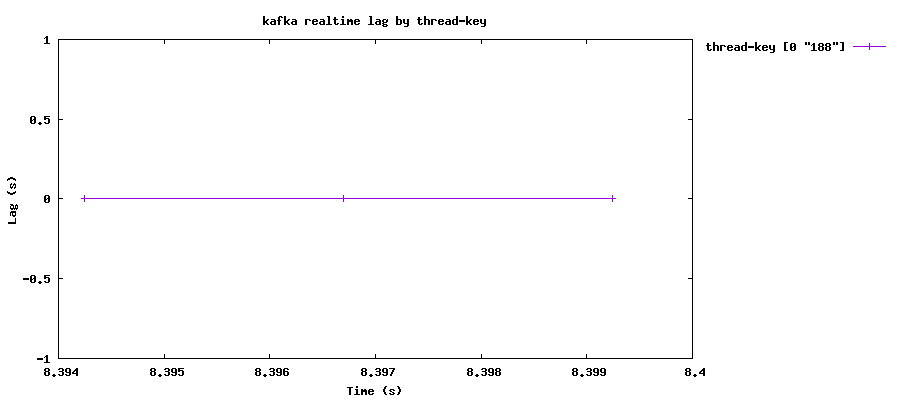 kafka realtime lag by thread-key
thread-key [0 "188"]
1
0.5
0
-0.5
-1
Lag (s)
8.394 8.395 8.396 8.397 8.398 8.399 8.4
Time (s)